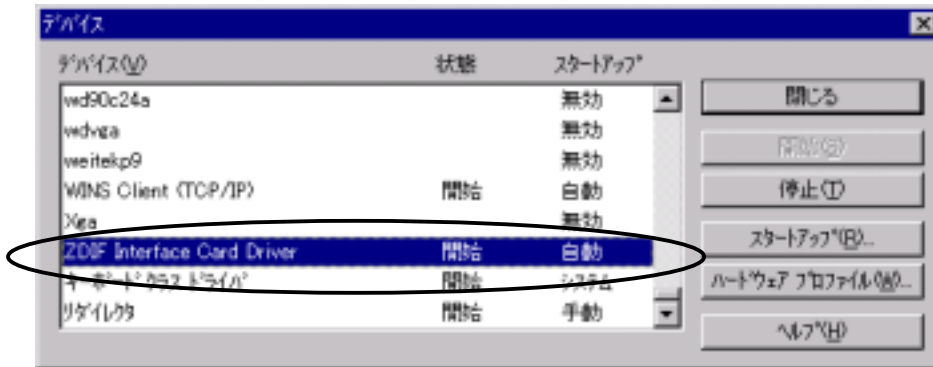 ﾃﾞﾊﾞｲｽ
ﾃﾞﾊﾞｲｽ(V) 状態 ｽﾀｰﾄｱｯﾌﾟ
wd90c24a 無効
wdvga 無効
weitekp9 無効
WINS Client (TCP/IP) 開始 自動
Xga 無効
ZDIF Interface Card Driver 開始 自動
ｷｰﾎﾞｰﾄﾞ ｸﾗｽ ﾄﾞﾗｲﾊﾞ 開始 ｼｽﾃﾑ
ﾘﾀﾞｲﾚｸﾀ 開始 手動
閉じる
開始(S)
停止(T)
ｽﾀｰﾄｱｯﾌﾟ(R)...
ﾊｰﾄﾞｳｪｱ ﾌﾟﾛﾌｧｲﾙ(W)...
ﾍﾙﾌﾟ(H)